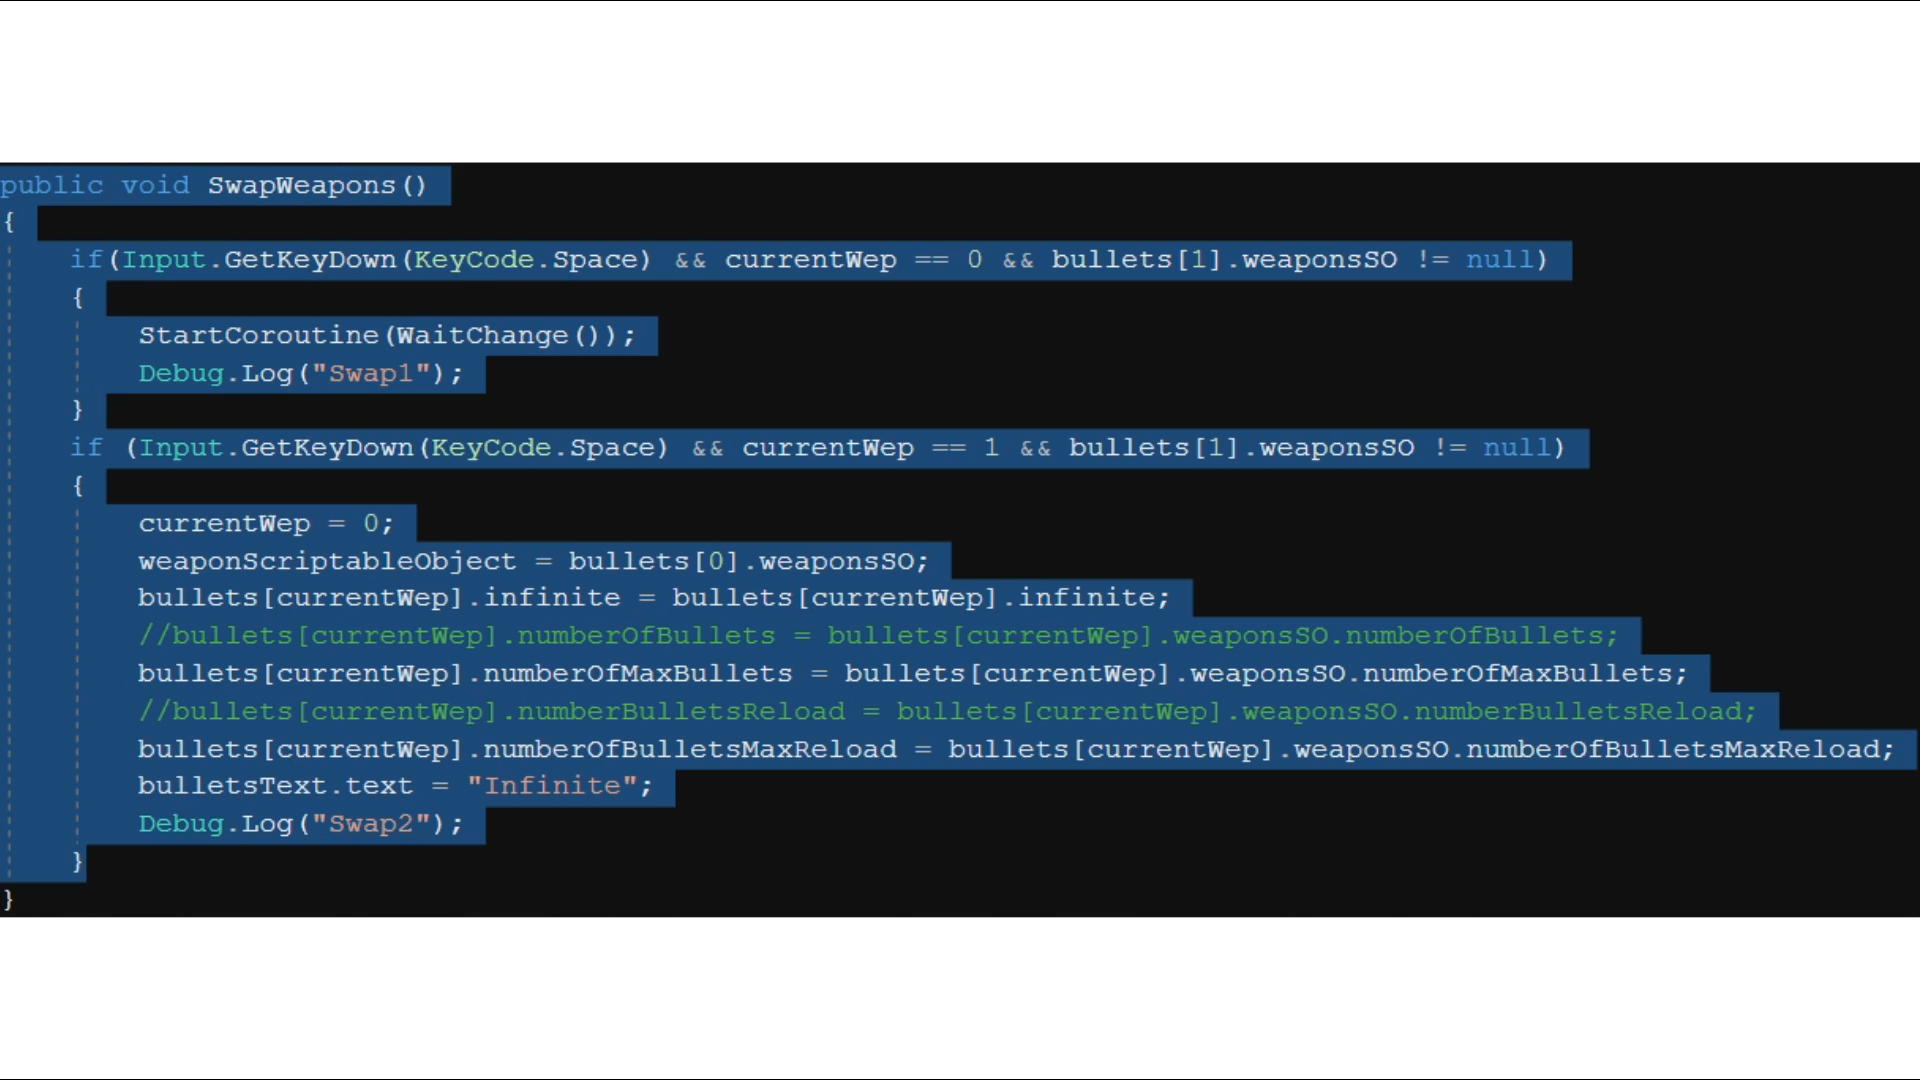 public void SwapWeapons()
{
if(Input.GetKeyDown(KeyCode.Space) && currentWep == 0 && bullets[1].weaponsSO != null)
{
StartCoroutine(WaitChange());
Debug.Log("Swap1");
}
if (Input.GetKeyDown(KeyCode.Space) && currentWep == 1 && bullets[1].weaponsSO != null)
{
currentWep = 0;
weaponScriptableObject = bullets[0].weaponsSO;
bullets[currentWep].infinite = bullets[currentWep].infinite;
//bullets[currentWep].numberOfBullets = bullets[currentWep].weaponsSO.numberOfBullets;
bullets[currentWep].numberOfMaxBullets = bullets[currentWep].weaponsSO.numberOfMaxBullets;
//bullets[currentWep].numberBulletsReload = bullets[currentWep].weaponsSO.numberBulletsReload;
bullets[currentWep].numberOfBulletsMaxReload = bullets[currentWep].weaponsSO.numberOfBulletsMaxReload;
bulletsText.text = "Infinite";
Debug.Log("Swap2");
}
}